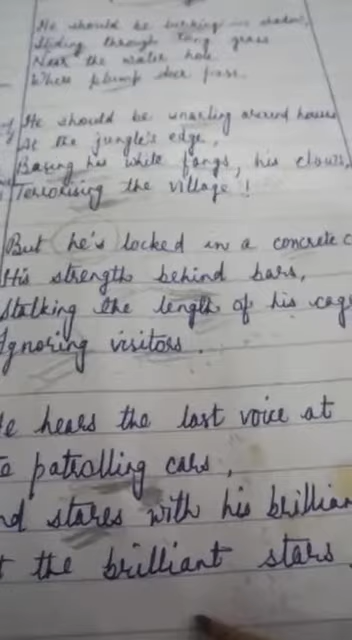 He should be lurking in shadow,
Sliding through long grass
Near the water hole
Where plump deer pass.
He should be snarling around houses
At the jungle's edge,
Baring his white fangs, his claws,
Terrorising the village!
But he's locked in a concrete c
His strength behind bars,
Stalking the length of his cage
Ignoring visitors.
He hears the last voice at
patrolling cars,
nd stares with his brillian
t the brilliant stars.